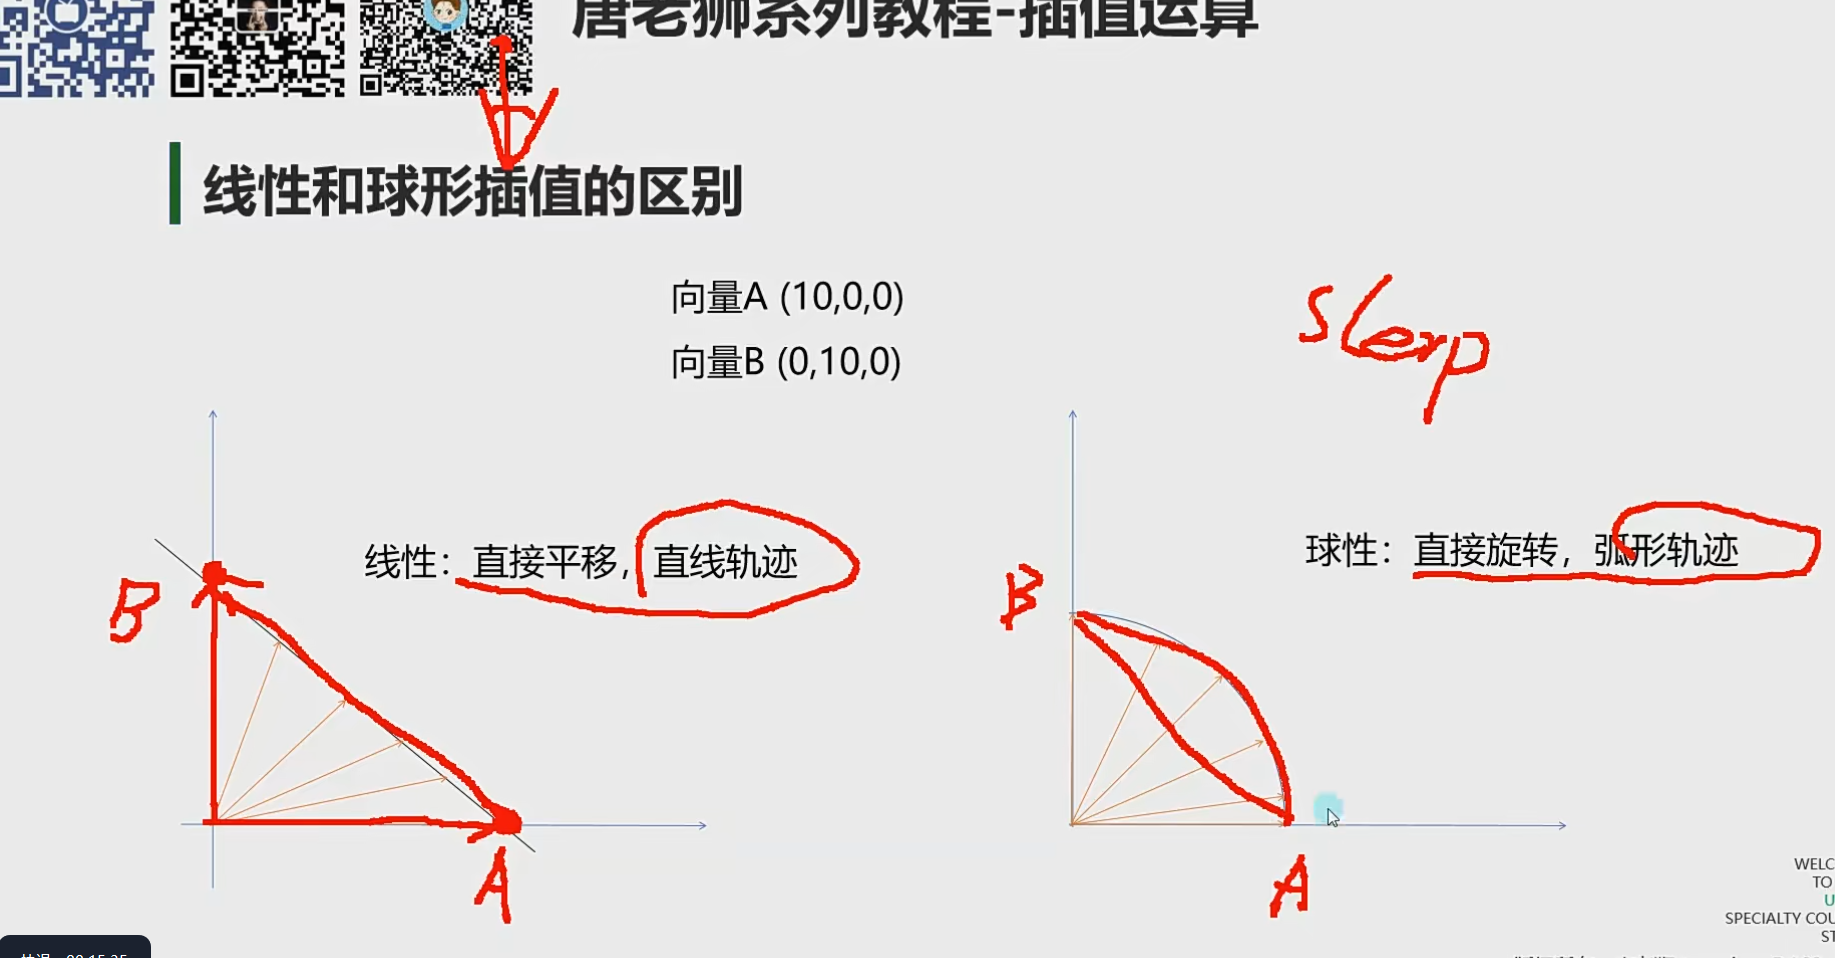 唐老狮系列教程-插值运算
线性和球形插值的区别
向量A (10,0,0)
向量B (0,10,0)
slerp
线性：直接平移，直线轨迹
球性：直接旋转，弧形轨迹
B
B
A
A
WELC
TO
U
SPECIALTY COU
ST